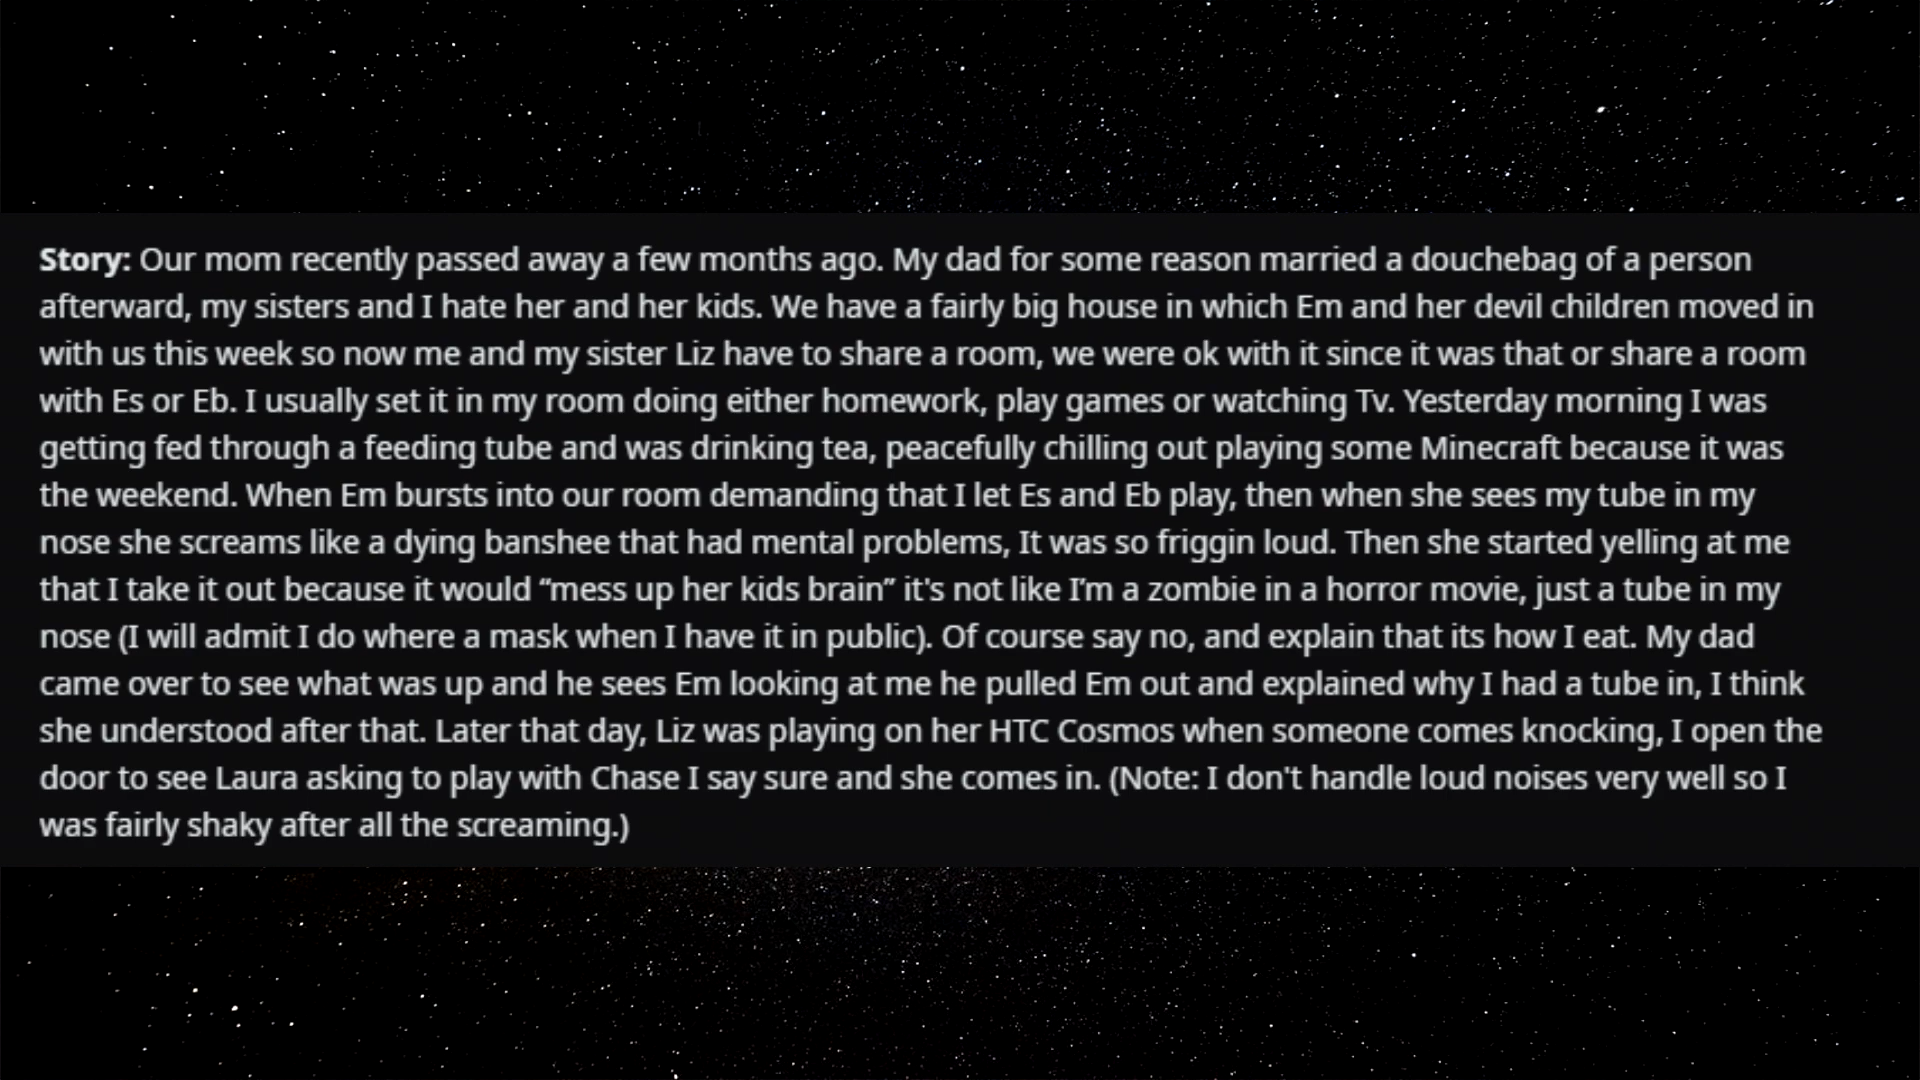 Story: Our mom recently passed away a few months ago. My dad for some reason married a douchebag of a person
afterward, my sisters and I hate her and her kids. We have a fairly big house in which Em and her devil children moved in
with us this week so now me and my sister Liz have to share a room, we were ok with it since it was that or share a room
with Es or Eb. I usually set it in my room doing either homework, play games or watching Tv. Yesterday morning I was
getting fed through a feeding tube and was drinking tea, peacefully chilling out playing some Minecraft because it was
the weekend. When Em bursts into our room demanding that I let Es and Eb play, then when she sees my tube in my
nose she screams like a dying banshee that had mental problems, It was so friggin loud. Then she started yelling at me
that I take it out because it would “mess up her kids brain” it's not like I’m a zombie in a horror movie, just a tube in my
nose (I will admit I do where a mask when I have it in public). Of course say no, and explain that its how I eat. My dad
came over to see what was up and he sees Em looking at me he pulled Em out and explained why I had a tube in, I think
she understood after that. Later that day, Liz was playing on her HTC Cosmos when someone comes knocking, I open the
door to see Laura asking to play with Chase I say sure and she comes in. (Note: I don't handle loud noises very well so I
was fairly shaky after all the screaming.)